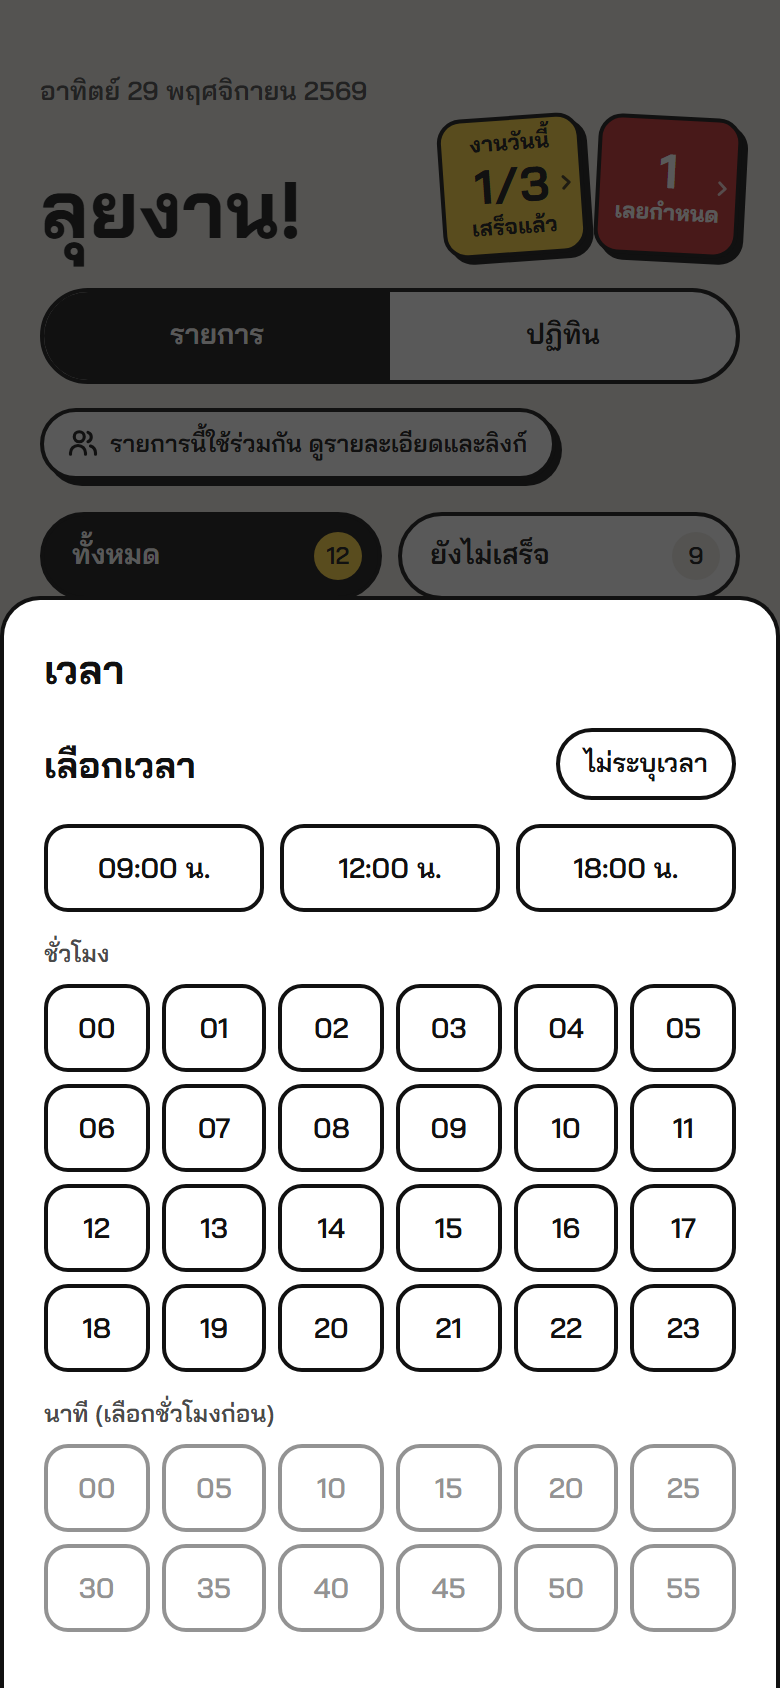 อาทิตย์ 29 พฤศจิกายน 2569
ลุยงาน!
งานวันนี้
1/3
เสร็จแล้ว
1
เลยกำหนด
รายการ
ปฏิทิน
รายการนี้ใช้ร่วมกัน ดูรายละเอียดและลิงก์
ทั้งหมด 12
ยังไม่เสร็จ 9
เวลา
เลือกเวลา
ไม่ระบุเวลา
09:00 น. 12:00 น. 18:00 น.
ชั่วโมง
00 01 02 03 04 05
06 07 08 09 10 11
12 13 14 15 16 17
18 19 20 21 22 23
นาที (เลือกชั่วโมงก่อน)
00 05 10 15 20 25
30 35 40 45 50 55